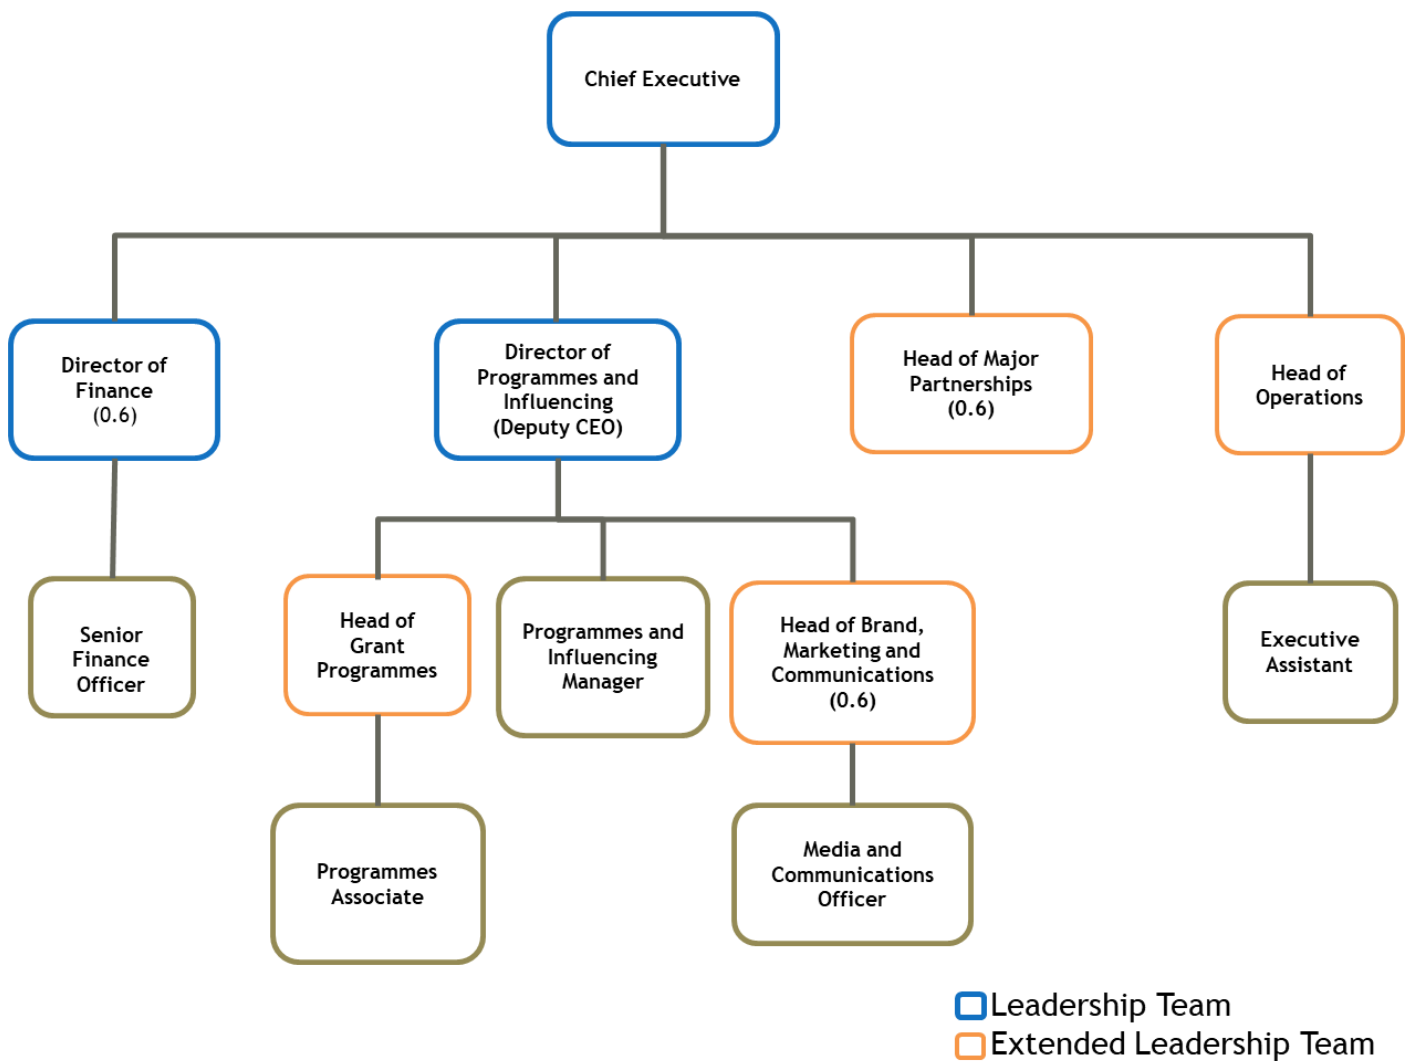 Chief Executive
Director of
Finance
(0.6)
Director of
Programmes and
Influencing
(Deputy CEO)
Head of Major
Partnerships
(0.6)
Head of
Operations
Senior
Finance
Officer
Head of
Grant
Programmes
Programmes and
Influencing
Manager
Head of Brand,
Marketing and
Communications
(0.6)
Executive
Assistant
Programmes
Associate
Media and
Communications
Officer
Leadership Team
Extended Leadership Team